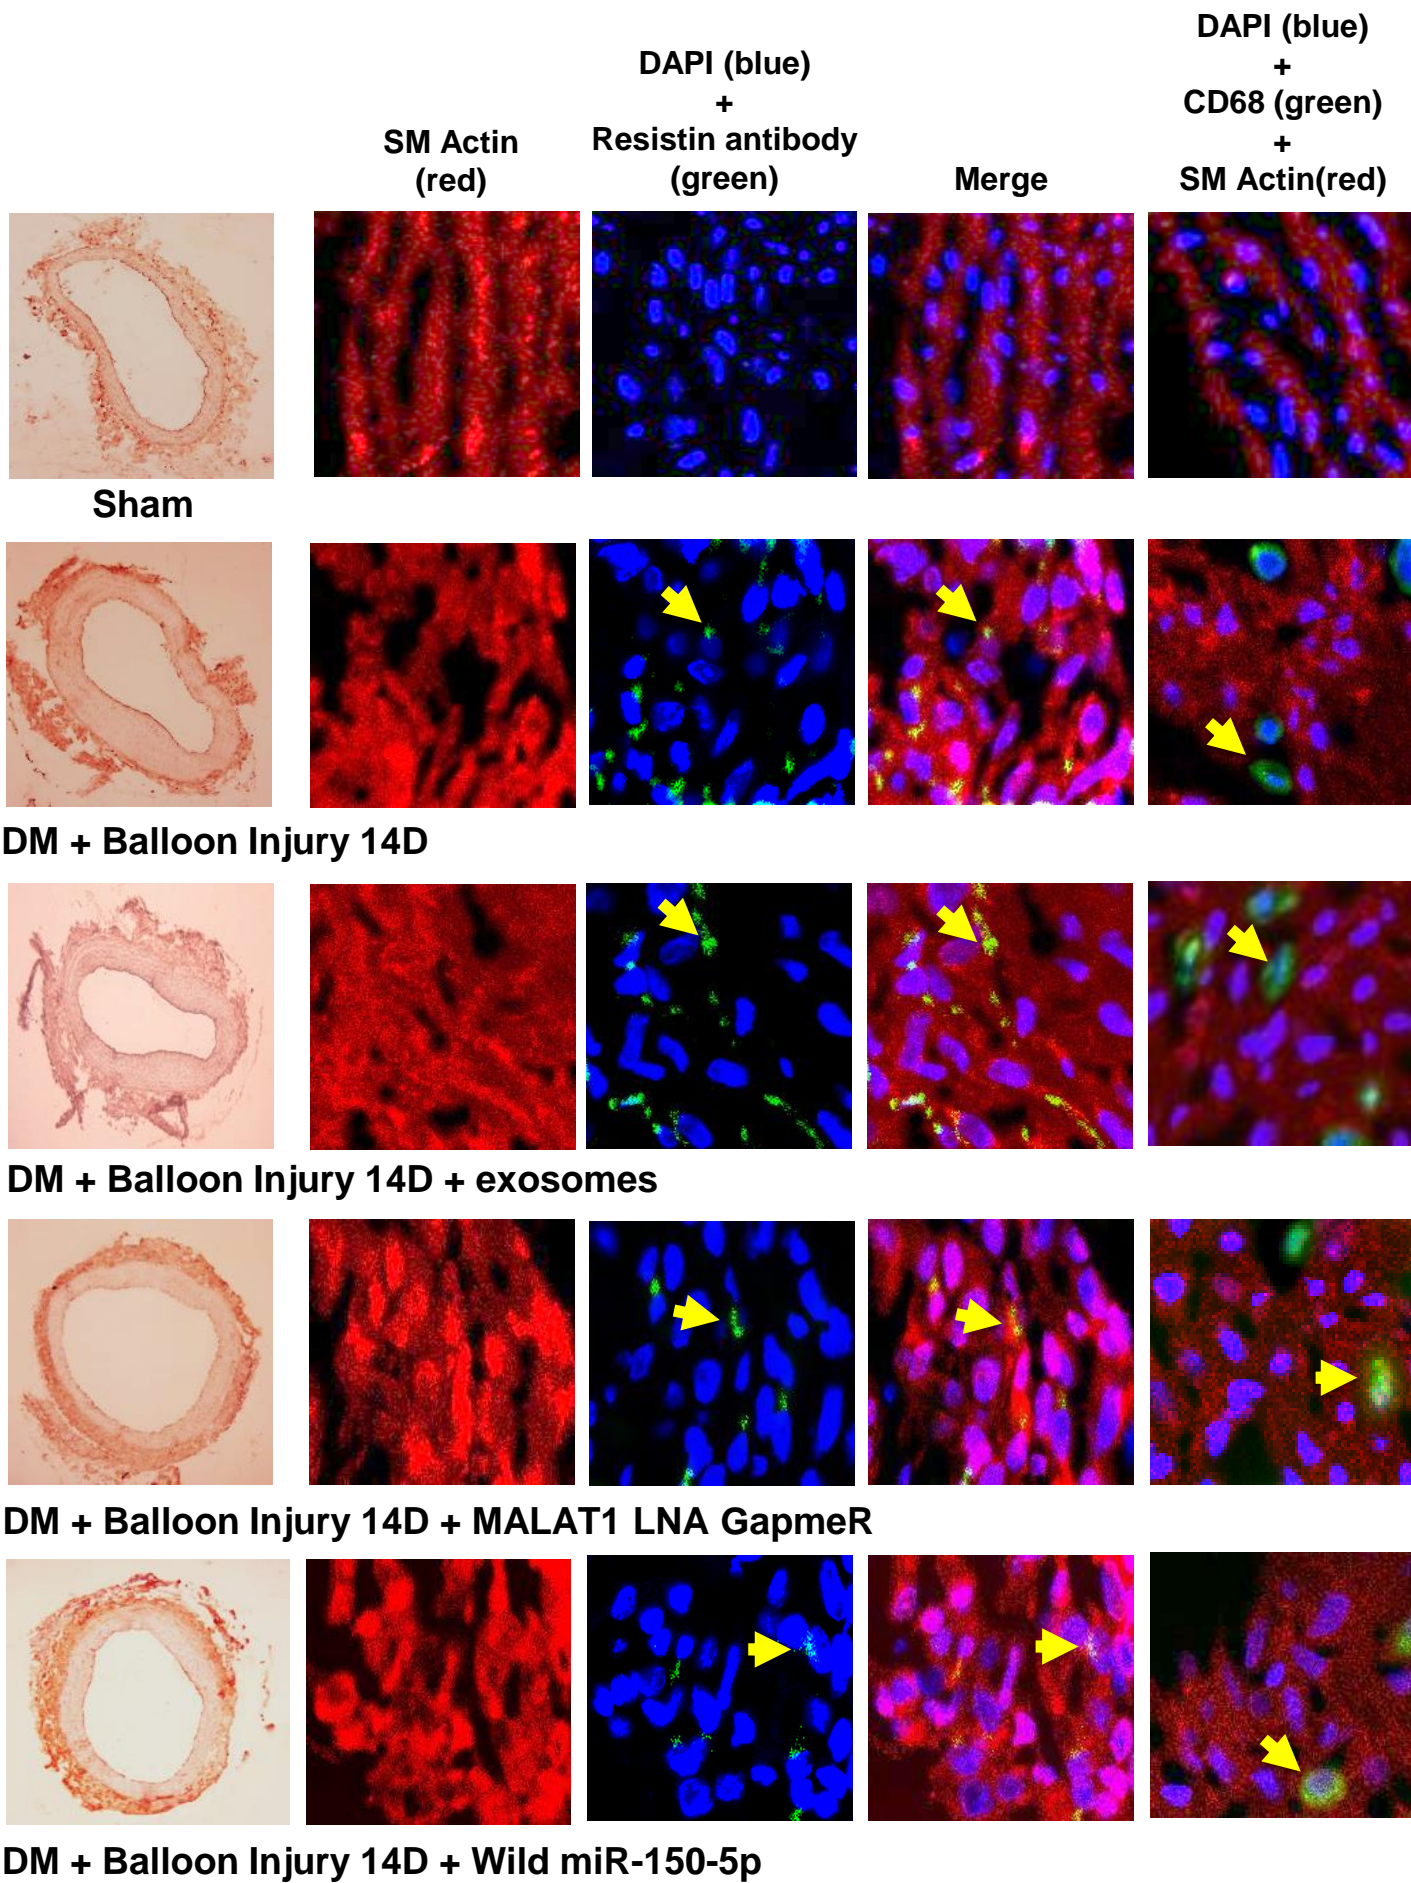 SM Actin
(red)
DAPI (blue)
+
Resistin antibody
(green)
Merge
DAPI (blue)
+
CD68 (green)
+
SM Actin(red)
Sham
DM + Balloon Injury 14D
DM + Balloon Injury 14D + exosomes
DM + Balloon Injury 14D + MALAT1 LNA GapmeR
DM + Balloon Injury 14D + Wild miR-150-5p